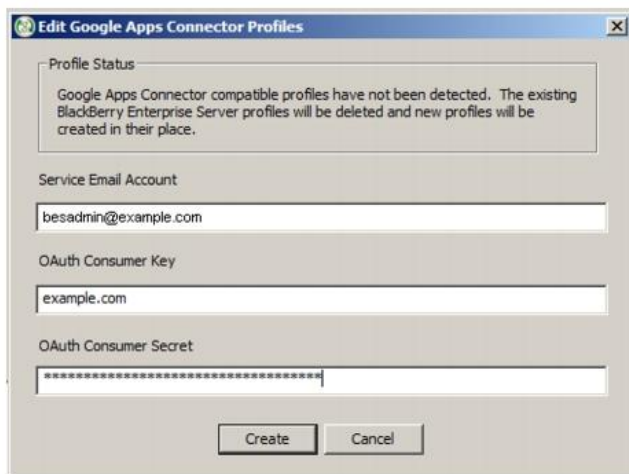 Edit Google Apps Connector Profiles
Profile Status
Google Apps Connector compatible profiles have not been detected. The existing
BlackBerry Enterprise Server profiles will be deleted and new profiles will be
created in their place.
Service Email Account
besadmin@example.com
OAuth Consumer Key
example.com
OAuth Consumer Secret
***********************************
Create Cancel